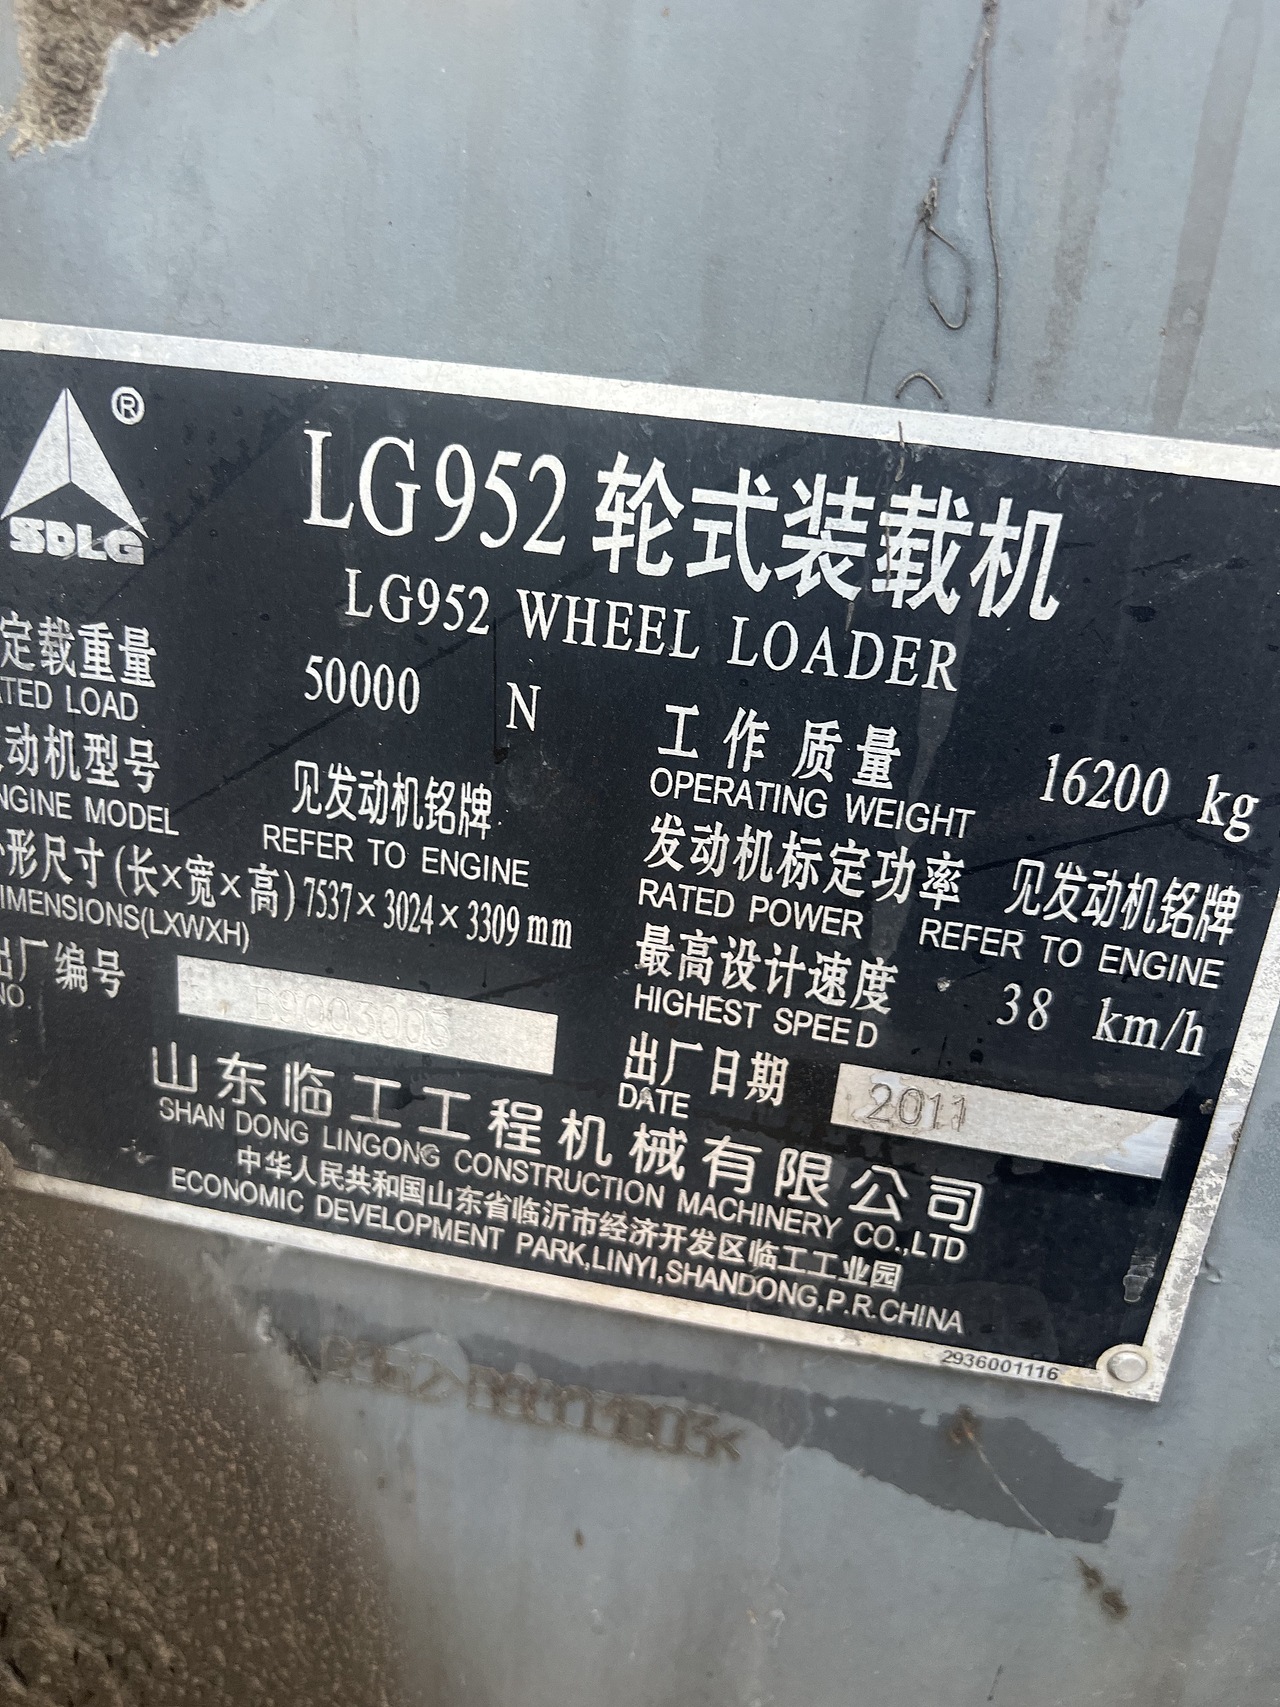 ®
SDLG
LG952 轮式装载机
LG952 WHEEL LOADER
定载重量 50000 N
RATED LOAD
工作质量 16200 kg
OPERATING WEIGHT
动机型号 见发动机铭牌
ENGINE MODEL REFER TO ENGINE
发动机标定功率 见发动机铭牌
RATED POWER REFER TO ENGINE
形尺寸(长×宽×高) 7537×3024×3309 mm
DIMENSIONS(LXWXH)
最高设计速度 38 km/h
HIGHEST SPEED
出厂编号
NO.
出厂日期 2011
DATE
山东临工工程机械有限公司
SHAN DONG LINGONG CONSTRUCTION MACHINERY CO.,LTD
中华人民共和国山东省临沂市经济开发区临工工业园
ECONOMIC DEVELOPMENT PARK,LINYI,SHANDONG,P.R.CHINA
2936001116